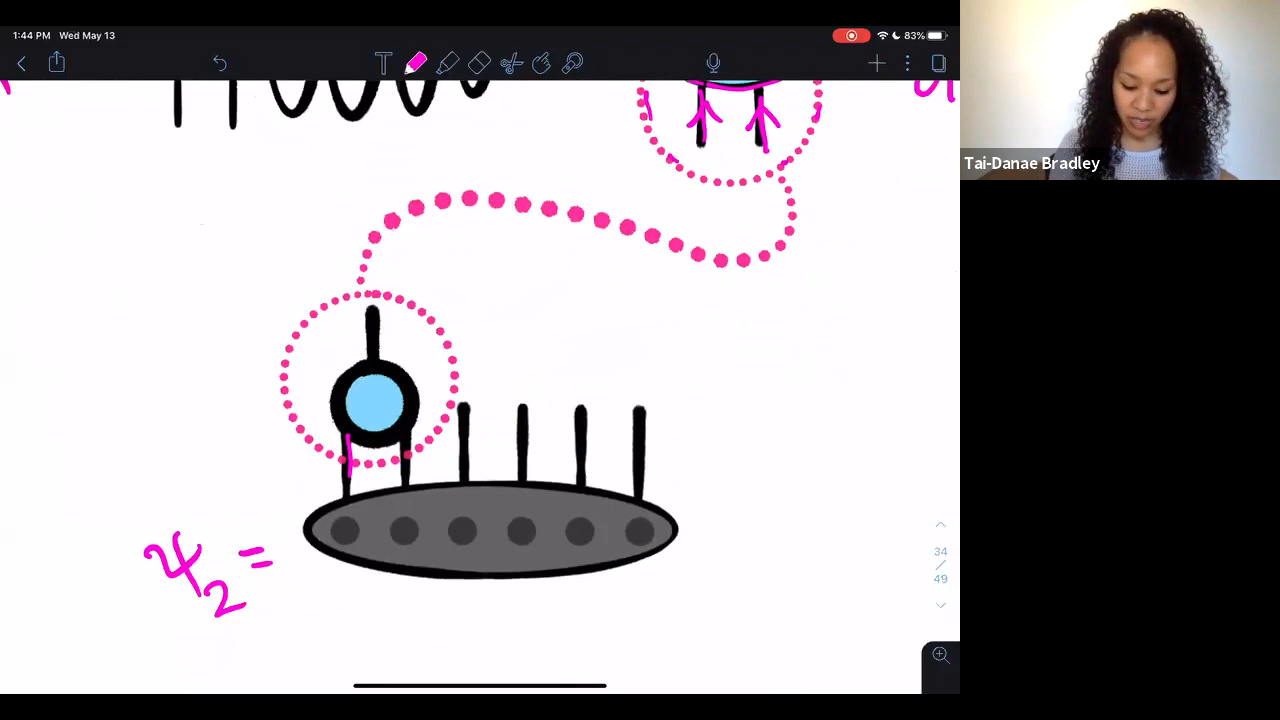 1:44 PM Wed May 13
83%
T
Tai-Danae Bradley
ψ₂ =
34
/
49